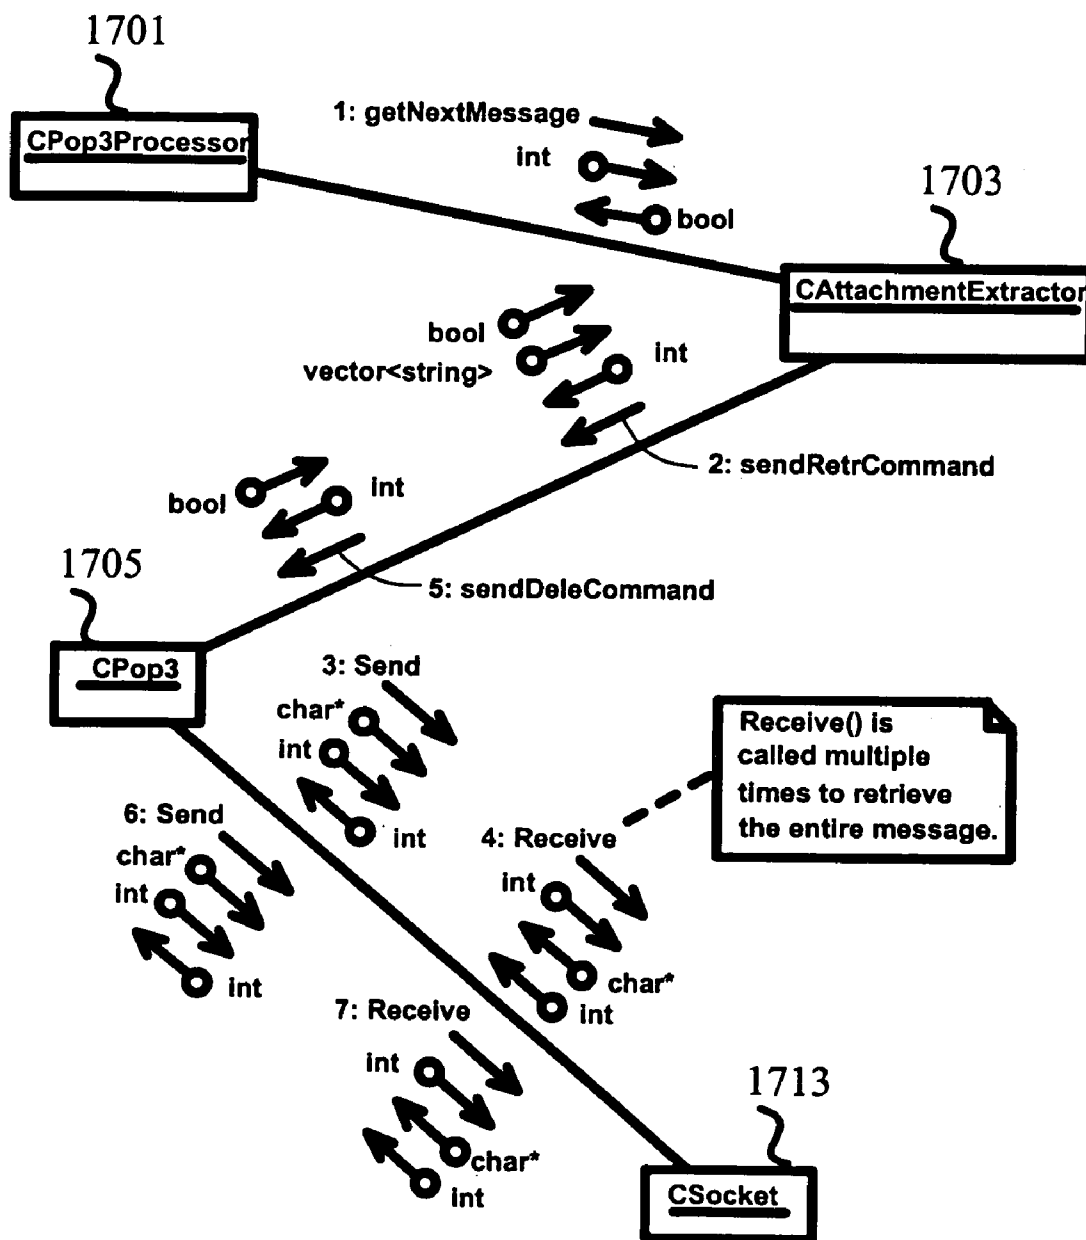 1701
1: getNextMessage
CPop3Processor
int
1703
bool
CAttachmentExtractor
bool
int
vector<string>
2: sendRetrCommand
int
bool
1705
5: sendDeleCommand
CPop3
3: Send
char*
Receive() is
called multiple
times to retrieve
the entire message.
int
6: Send
int
4: Receive
char*
int
int
char*
int
int
7: Receive
int
1713
char*
int
CSocket